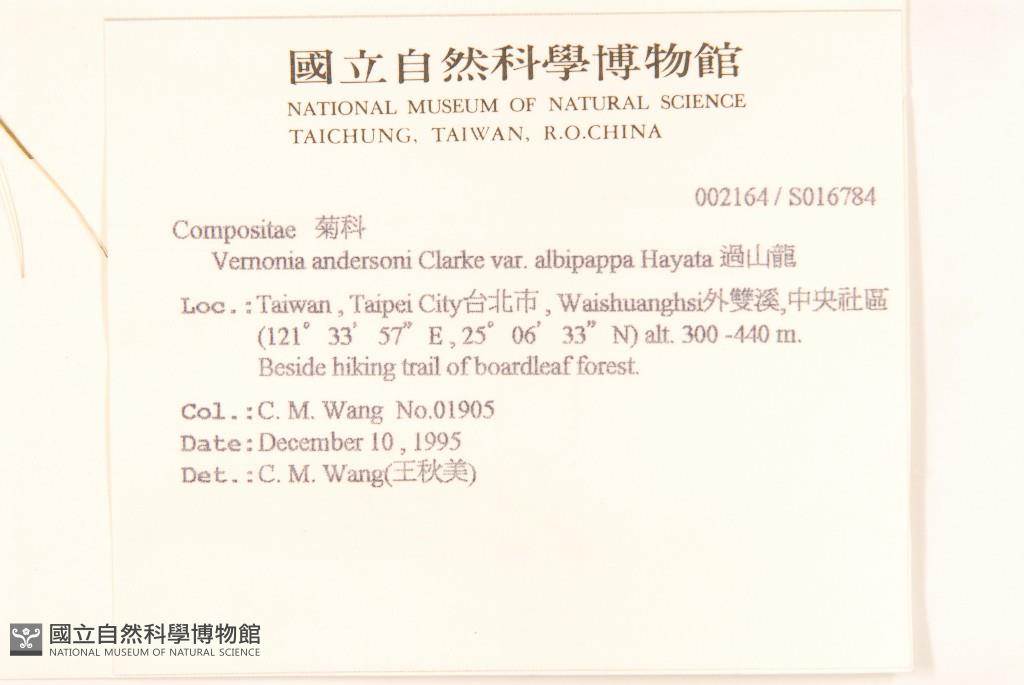 國立自然科學博物館
NATIONAL MUSEUM OF NATURAL SCIENCE
TAICHUNG, TAIWAN, R.O.CHINA
002164 / S016784
Compositae 菊科
Vernonia andersoni Clarke var. albipappa Hayata 過山龍
Loc.:Taiwan , Taipei City台北市 , Waishuanghsi外雙溪,中央社區
(121° 33’ 57” E , 25° 06’ 33” N) alt. 300 -440 m.
Beside hiking trail of boardleaf forest.
Col.:C. M. Wang No.01905
Date:December 10 , 1995
Det.:C. M. Wang(王秋美)
國立自然科學博物館
NATIONAL MUSEUM OF NATURAL SCIENCE